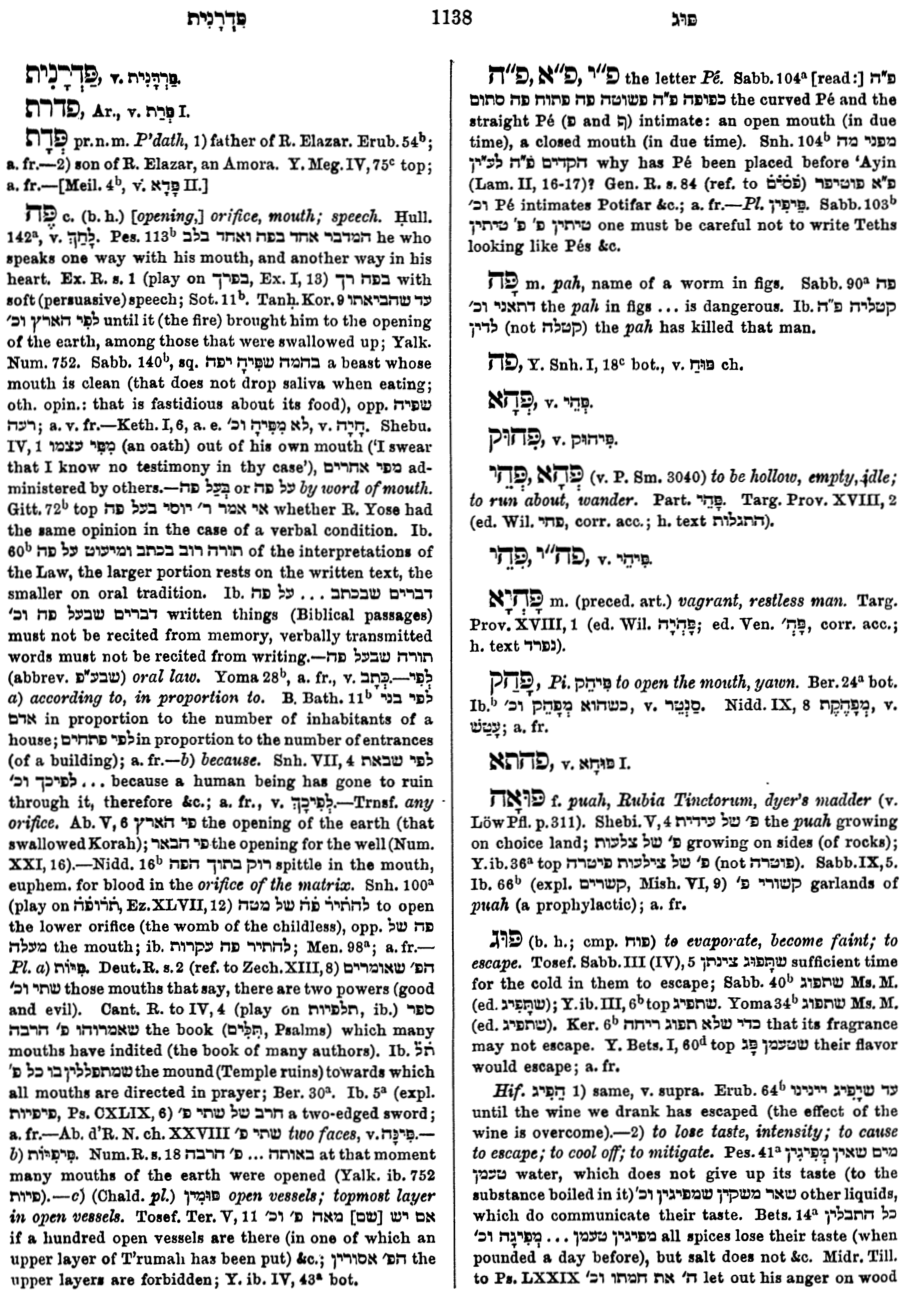 פִּדְרָנִית 1138 פּוּג
פַּדְרָנִית, v. פַּרְהָנִית.
פדרת, Ar., v. פְּרַת I.
פְּדָת pr.n.m. P'dath, 1) father of R. Elazar. Erub. 54ᵇ;
a. fr.—2) son of R. Elazar, an Amora. Y. Meg. IV, 75ᶜ top;
a. fr.—[Meil. 4ᵇ, v. פָּדָא II.]
פֶּה c. (b. h.) [opening,] orifice, mouth; speech. Ḥull.
142ᵃ, v. לָחַךְ. Pes. 113ᵇ המדבר אחד בפה ואחד בלב he who
speaks one way with his mouth, and another way in his
heart. Ex. R. s. 1 (play on בפרך, Ex. I, 13) בפה רך with
soft (persuasive) speech; Sot. 11ᵇ. Tanḥ. Kor. 9 עד שהביאתו
לפִי הארץ וכ׳ until it (the fire) brought him to the opening
of the earth, among those that were swallowed up; Yalk.
Num. 752. Sabb. 140ᵇ, sq. בהמה שפִּיהָ יפה a beast whose
mouth is clean (that does not drop saliva when eating;
oth. opin.: that is fastidious about its food), opp. שפיה
רעה; a. v. fr.—Keth. I, 6, a. e. לא מִפִּיהָ וכ׳, v. חָיָה. Shebu.
IV, 1 מִפִּי עצמו (an oath) out of his own mouth ('I swear
that I know no testimony in thy case'), מפי אחרים ad-
ministered by others.—בְּעַל פה or על פה by word of mouth.
Gitt. 72ᵇ top אי אמר ר׳ יוסי בעל פה whether R. Yose had
the same opinion in the case of a verbal condition. Ib.
60ᵇ תורה רוב בכתב ומיעוט על פה of the interpretations of
the Law, the larger portion rests on the written text, the
smaller on oral tradition. Ib. דברים שבכתב ... על פה
דברים שבעל פה וכ׳ written things (Biblical passages)
must not be recited from memory, verbally transmitted
words must not be recited from writing.—תורה שבעל פה
(abbrev. שבע״פ) oral law. Yoma 28ᵇ, a. fr., v. כְּתָב.—לְפִי
a) according to, in proportion to. B. Bath. 11ᵇ לפי בני
אדם in proportion to the number of inhabitants of a
house; לפי פתחים in proportion to the number of entrances
(of a building); a. fr.—b) because. Snh. VII, 4 לפי שבאת
לפיכך וכ׳ ... because a human being has gone to ruin
through it, therefore &c.; a. fr., v. לְפִיכָךְ.—Trnsf. any
orifice. Ab. V, 6 פי הארץ the opening of the earth (that
swallowed Korah); פי הבאר the opening for the well (Num.
XXI, 16).—Nidd. 16ᵇ רוק בתוך הפה spittle in the mouth,
euphem. for blood in the orifice of the matrix. Snh. 100ᵃ
(play on תרופה, Ez. XLVII, 12) להתיר פה של מטה to open
the lower orifice (the womb of the childless), opp. פה של
מעלה the mouth; ib. להתיר פה עקרות; Men. 98ᵃ; a. fr.—
Pl. a) פִּיּוֹת. Deut. R. s. 2 (ref. to Zech. XIII, 8) הפ׳ שאומרים
שתי וכ׳ those mouths that say, there are two powers (good
and evil). Cant. R. to IV, 4 (play on תלפיות, ib.) ספר
שאמרוהו פ׳ הרבה the book (תִּלִּים, Psalms) which many
mouths have indited (the book of many authors). Ib. תל
שמתפללין בו כל פ׳ the mound (Temple ruins) towards which
all mouths are directed in prayer; Ber. 30ᵃ. Ib. 5ᵃ (expl.
פיפיות, Ps. CXLIX, 6) חרב של שתי פ׳ a two-edged sword;
a. fr.—Ab. d'R. N. ch. XXVIII שתי פ׳ two faces, v.
b) פִּיפִיּוֹת. Num. R. s. 18 באותה ... פ׳ הרבה at that moment
many mouths of the earth were opened (Yalk. ib. 752
פיות).—c) (Chald. pl.) פּוּמִין open vessels; topmost layer
in open vessels. Tosef. Ter. V, 11 אם יש [שם] מאה פ׳ וכ׳
if a hundred open vessels are there (in one of which an
upper layer of T'rumah has been put) &c.; הפ׳ אסורין the
upper layers are forbidden; Y. ib. IV, 43ᵃ bot.
פ״ה, פ״א, פ״י the letter Pé. Sabb. 104ᵃ [read:] פ״ה
כפופה פ״ה פשוטה פה פתוח פה סתום the curved Pé and the
straight Pé (פ and ף) intimate: an open mouth (in due
time), a closed mouth (in due time). Snh. 104ᵇ מפני מה
הקדים פ״ה לעי״ן why has Pé been placed before 'Ayin
(Lam. II, 16-17)? Gen. R. s. 84 (ref. to פסים) פ״א פוטיפר
וכ׳ Pé intimates Potifar &c.; a. fr.—Pl. פֵּיפִין. Sabb. 103ᵇ
טיתין פ׳ פ׳ טיתין one must be careful not to write Teths
looking like Pés &c.
פָּה m. pah, name of a worm in figs. Sabb. 90ᵃ פה
דתאני וכ׳ the pah in figs ... is dangerous. Ib. קטליה פ״ה
לדין (not קטלה) the pah has killed that man.
פה, Y. Snh. I, 18ᶜ bot., v. פּוּחַ ch.
פְּהָא, v. פְּהֵי.
פִּהוּק, v. פִּיהוּק.
פְּהָא, פְּהֵי (v. P. Sm. 3040) to be hollow, empty, idle;
to run about, wander. Part. פָּהֵי. Targ. Prov. XVIII, 2
(ed. Wil. פחי, corr. acc.; h. text התגלות).
פֵּהֵי, פה״י, v. פִּיהֵי.
פַּהְיָא m. (preced. art.) vagrant, restless man. Targ.
Prov. XVIII, 1 (ed. Wil. פָּהְיָה; ed. Ven. פָּה׳, corr. acc.;
h. text נפרד).
פָּהַק, Pi. פִּיהֵק to open the mouth, yawn. Ber. 24ᵃ bot.
Ib.ᵇ כשהוא מְפַהֵק וכ׳, v. סַנְטֵר. Nidd. IX, 8 מְפַהֶקֶת, v.
עָטַשׁ; a. fr.
פהתא, v. פּוּחָא I.
פּוּאָה f. puah, Rubia Tinctorum, dyer's madder (v.
Löw Pfl. p. 311). Shebi. V, 4 פ׳ של עידית the puah growing
on choice land; פ׳ של צלעות growing on sides (of rocks);
Y. ib. 36ᵃ top פ׳ של צילעות פיטרה (not פוטרה). Sabb. IX, 5.
Ib. 66ᵇ (expl. קשרים, Mish. VI, 9) קשורי פ׳ garlands of
puah (a prophylactic); a. fr.
פּוּג (b. h.; cmp. פוח) to evaporate, become faint; to
escape. Tosef. Sabb. III (IV), 5 שתָּפוּג צינתן sufficient time
for the cold in them to escape; Sabb. 40ᵇ שתפוג Ms. M.
(ed. שתָּפִיג); Y. ib. III, 6ᵇ top שתפיג. Yoma 34ᵇ שתפוג Ms. M.
(ed. שתפיג). Ker. 6ᵇ כדי שלא תפוג ריחה that its fragrance
may not escape. Y. Bets. I, 60ᵈ top שטעמן פָּג their flavor
would escape; a. fr.
Hif. הֵפִיג 1) same, v. supra. Erub. 64ᵇ עד שיָּפִיג ייניני
until the wine we drank has escaped (the effect of the
wine is overcome).—2) to lose taste, intensity; to cause
to escape; to cool off; to mitigate. Pes. 41ᵃ מים שאין מְפִיגִין
טעמן water, which does not give up its taste (to the
substance boiled in it) שאר משקין שמפיגין וכ׳ other liquids,
which do communicate their taste. Bets. 14ᵃ כל התבלין
מפיגין טעמן ... מְפִיגָה וכ׳ all spices lose their taste (when
pounded a day before), but salt does not &c. Midr. Till.
to Ps. LXXIX ה׳ את חמתו וכ׳ let out his anger on wood